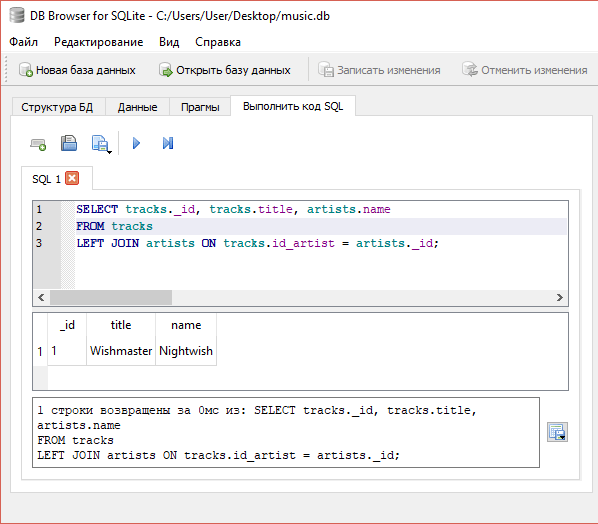 DB Browser for SQLite - C:/Users/User/Desktop/music.db
Файл Редактирование Вид Справка
Новая база данных Открыть базу данных Записать изменения Отменить изменения
Структура БД Данные Прагмы Выполнить код SQL
SQL 1
1 SELECT tracks._id, tracks.title, artists.name
2 FROM tracks
3 LEFT JOIN artists ON tracks.id_artist = artists._id;
_id title name
1 1 Wishmaster Nightwish
1 строки возвращены за 0мс из: SELECT tracks._id, tracks.title,
artists.name
FROM tracks
LEFT JOIN artists ON tracks.id_artist = artists._id;